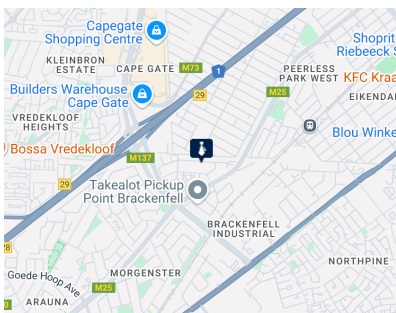 Capegate
Shopping Centre
Shoprit
Riebeeck S
KLEINBRON
ESTATE
CAPE GATE
M73
1
PEERLESS
PARK WEST
KFC Kraa
Builders Warehouse
Cape Gate
29
M25
EIKENDA
VREDEKLOOF
HEIGHTS
Blou Winke
Bossa Vredekloof
M137
29
Takealot Pickup
Point Brackenfell
BRACKENFELL
INDUSTRIAL
28
NORTHPINE
Goede Hoop Ave
MORGENSTER
M25
ARAUNA